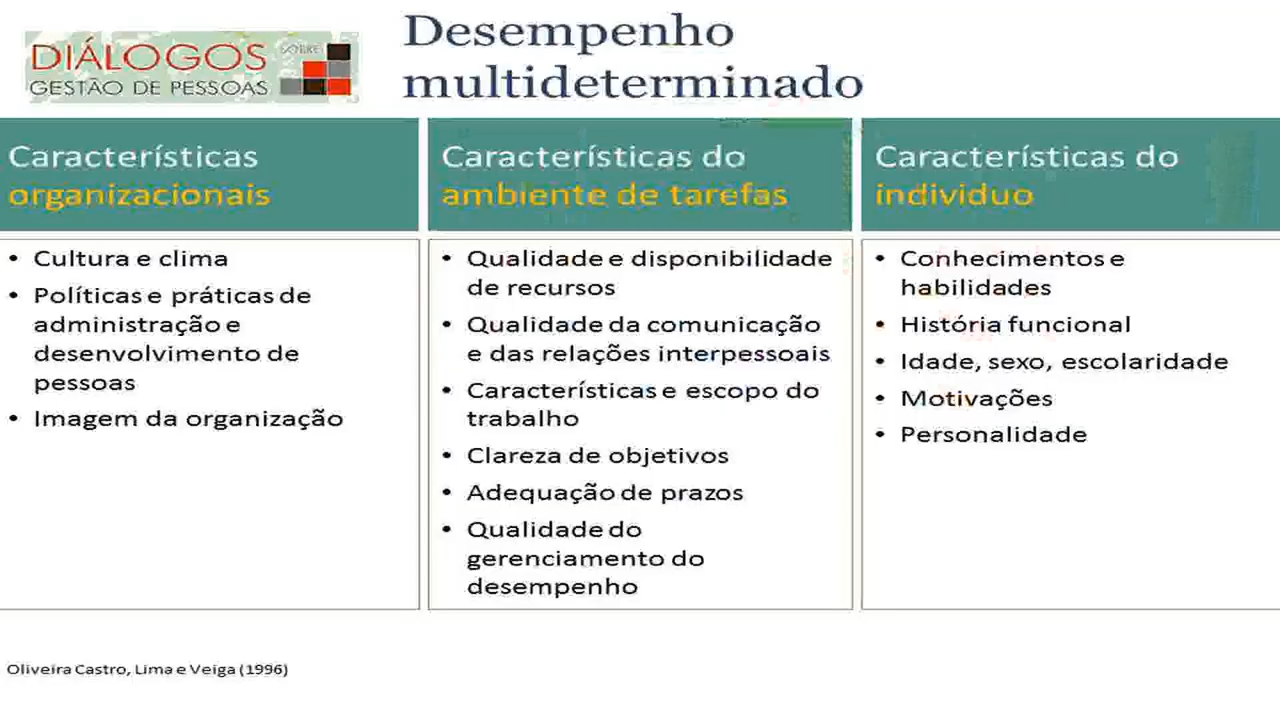 DIÁLOGOS SOBRE
GESTÃO DE PESSOAS
Desempenho
multideterminado
Características
organizacionais
• Cultura e clima
• Políticas e práticas de
administração e
desenvolvimento de
pessoas
• Imagem da organização
Características do
ambiente de tarefas
• Qualidade e disponibilidade
de recursos
• Qualidade da comunicação
e das relações interpessoais
• Características e escopo do
trabalho
• Clareza de objetivos
• Adequação de prazos
• Qualidade do
gerenciamento do
desempenho
Características do
individuo
• Conhecimentos e
habilidades
• História funcional
• Idade, sexo, escolaridade
• Motivações
• Personalidade
Oliveira Castro, Lima e Veiga (1996)